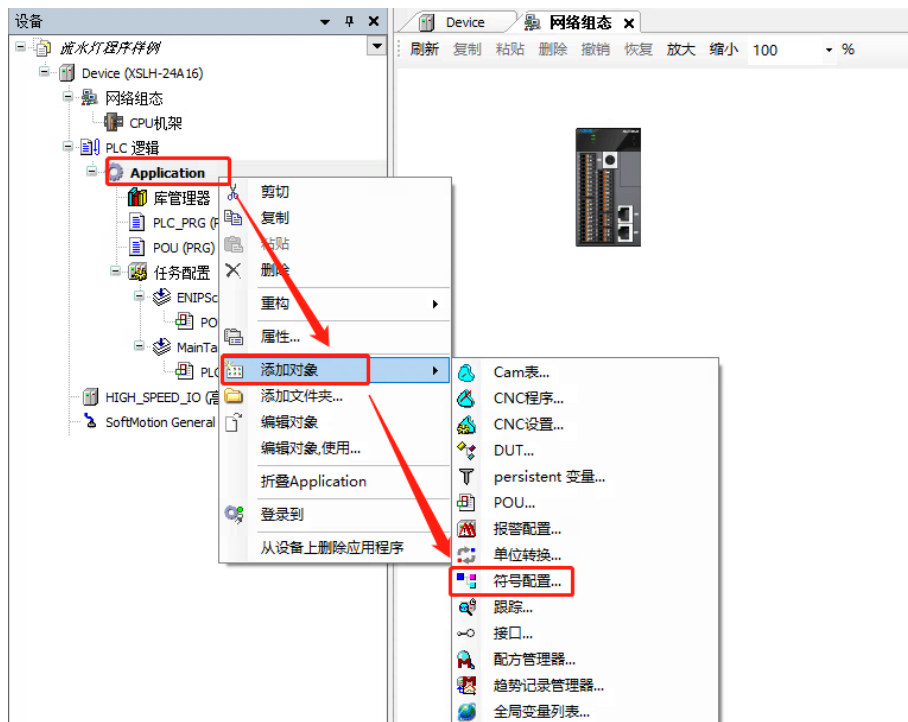 设备
Device
网络组态
流水灯程序样例
刷新 复制 粘贴 删除 撤销 恢复 放大 缩小 100 %
Device (XSLH-24A16)
网络组态
CPU机架
PLC 逻辑
Application
库管理器
PLC_PRG (P
POU (PRG)
任务配置
ENIPSc
PO
MainTa
PLC
HIGH_SPEED_IO (高
SoftMotion General
剪切
复制
粘贴
删除
重构
属性...
添加对象
添加文件夹...
编辑对象
编辑对象,使用...
折叠Application
登录到
从设备上删除应用程序
Cam表...
CNC程序...
CNC设置...
DUT...
persistent 变量...
POU...
报警配置...
单位转换...
符号配置...
跟踪...
接口...
配方管理器...
趋势记录管理器...
全局变量列表...